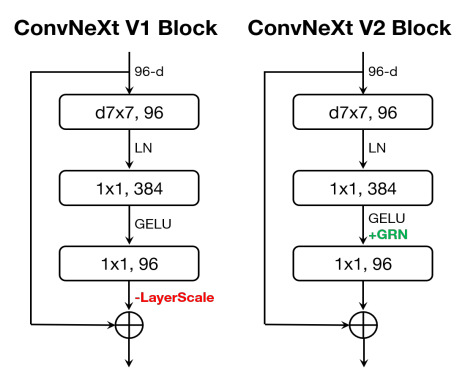 ConvNeXt V1 Block
96-d
d7x7, 96
LN
1x1, 384
GELU
1x1, 96
-LayerScale
ConvNeXt V2 Block
96-d
d7x7, 96
LN
1x1, 384
GELU
+GRN
1x1, 96